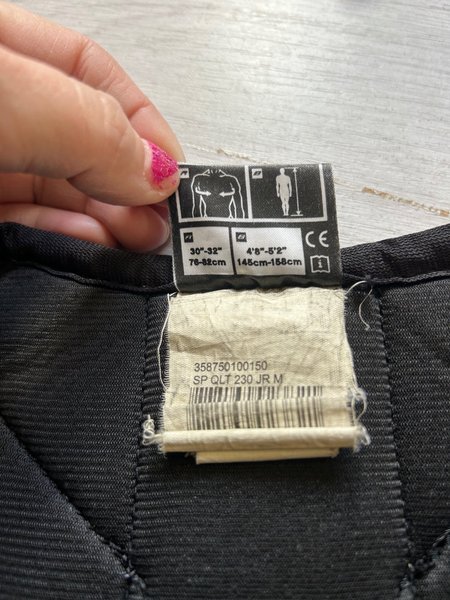 30"-32"
76-82cm
4'8"-5'2"
145cm-158cm
CE
358750100150
SP QLT 230 JR M